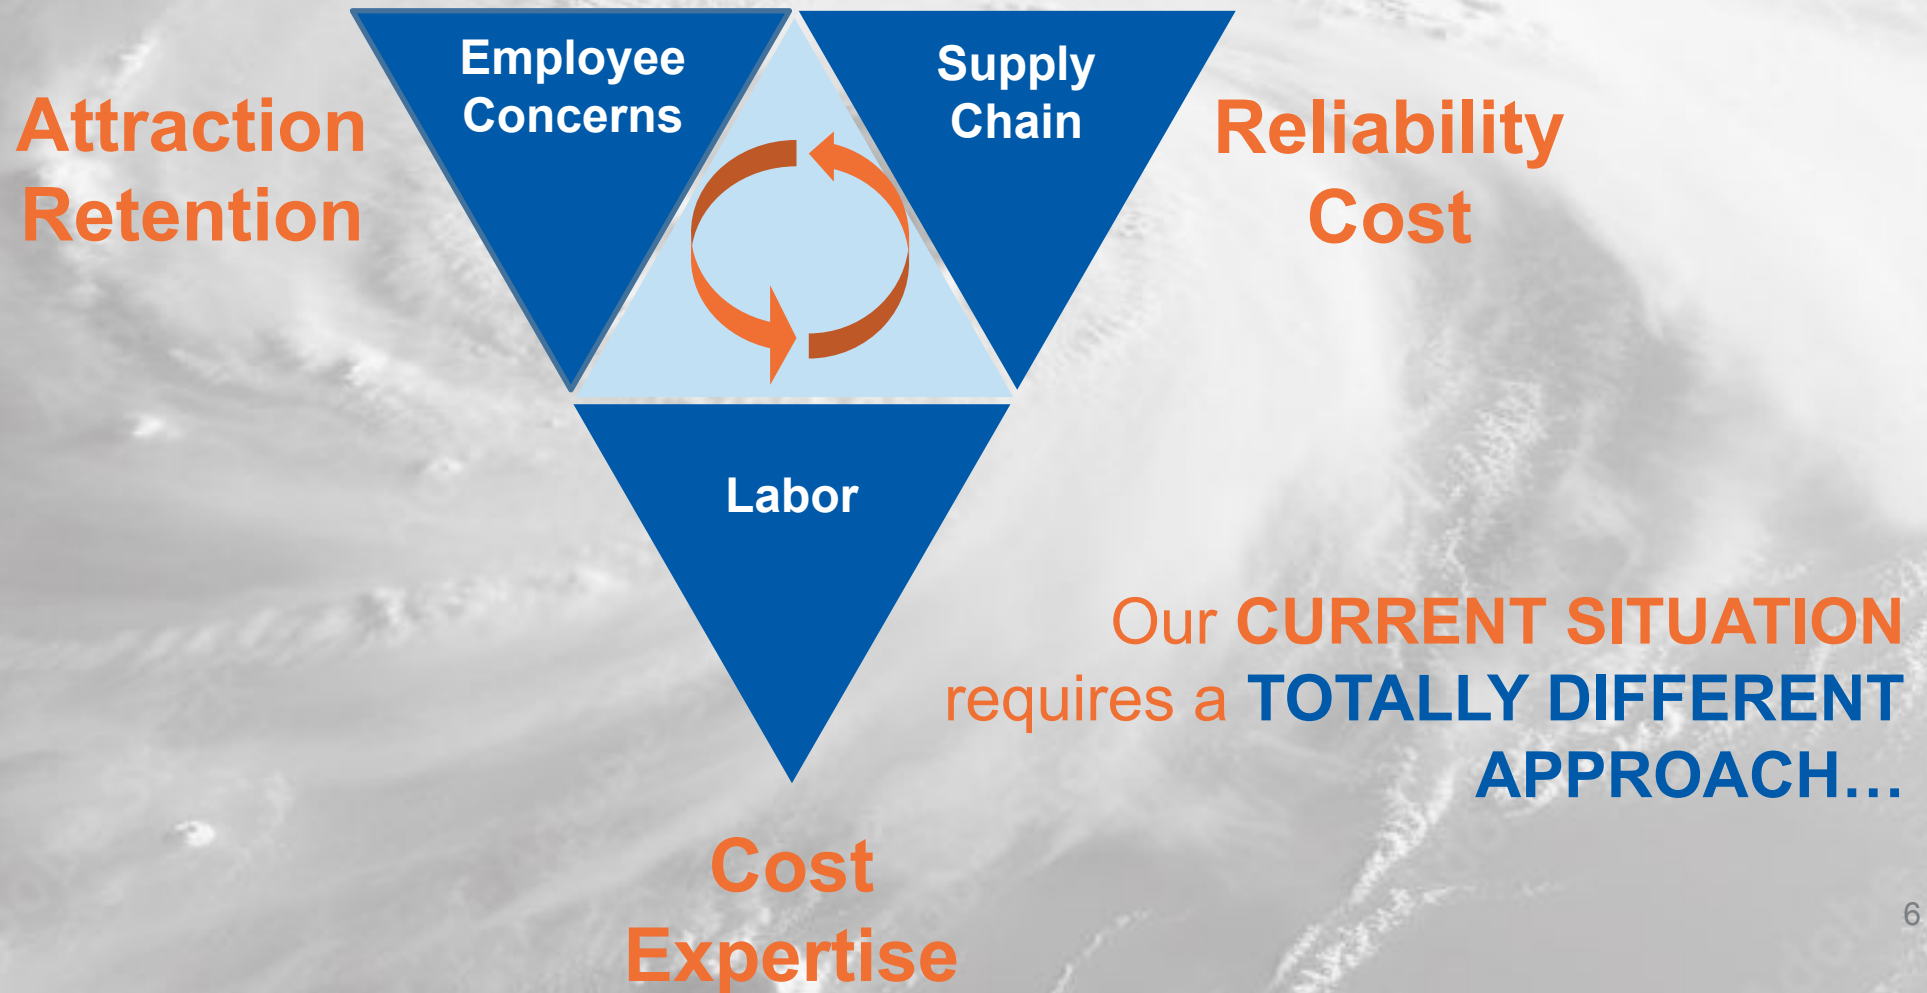 Employee
Concerns
Supply
Chain
Attraction
Retention
Reliability
Cost
Labor
Our CURRENT SITUATION
requires a TOTALLY DIFFERENT
APPROACH…
Cost
Expertise
6